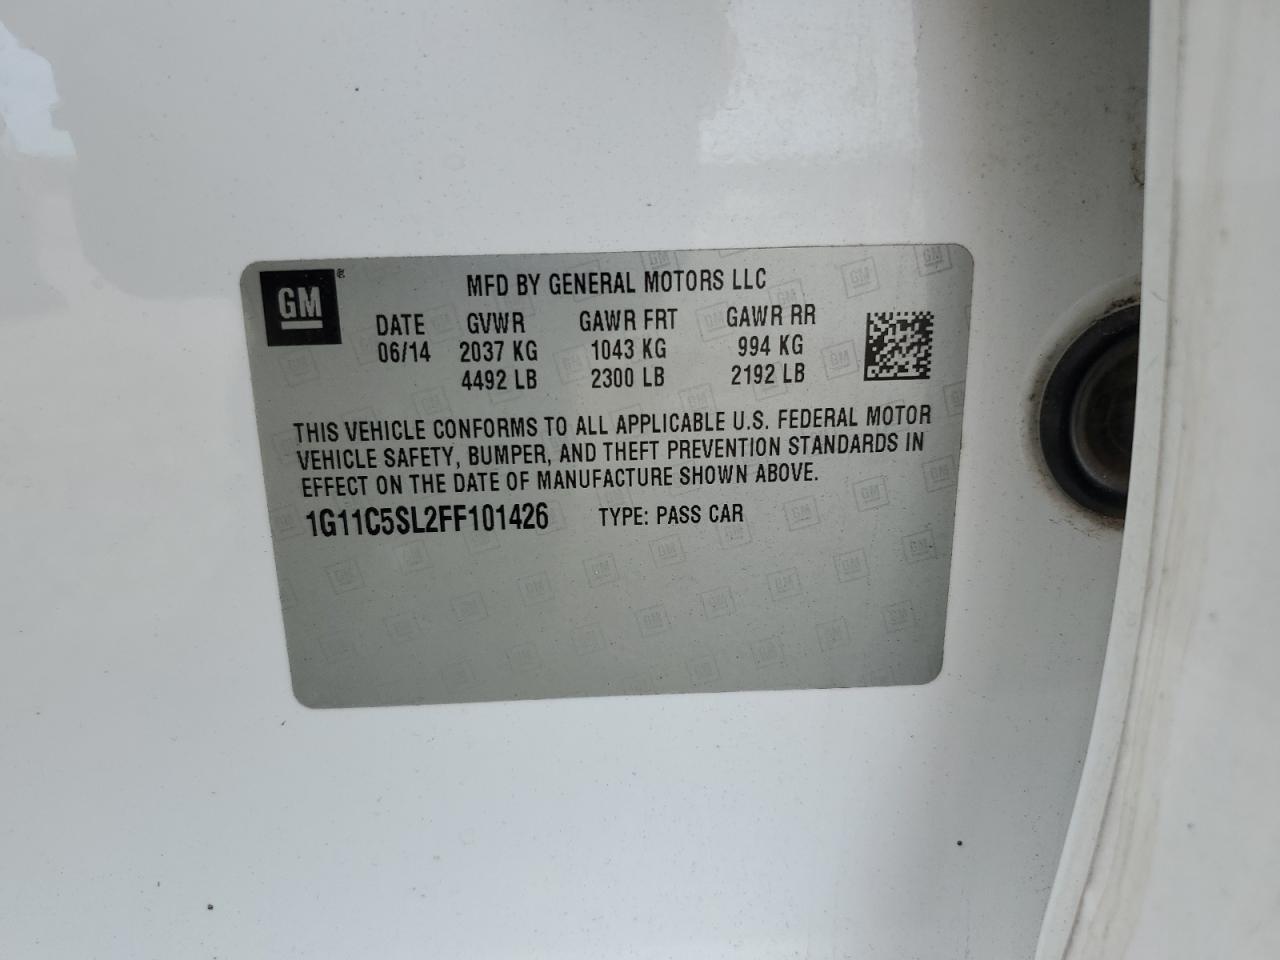 GM®
MFD BY GENERAL MOTORS LLC
DATE GVWR GAWR FRT GAWR RR
06/14 2037 KG 1043 KG 994 KG
4492 LB 2300 LB 2192 LB
THIS VEHICLE CONFORMS TO ALL APPLICABLE U.S. FEDERAL MOTOR
VEHICLE SAFETY, BUMPER, AND THEFT PREVENTION STANDARDS IN
EFFECT ON THE DATE OF MANUFACTURE SHOWN ABOVE.
1G11C5SL2FF101426 TYPE: PASS CAR